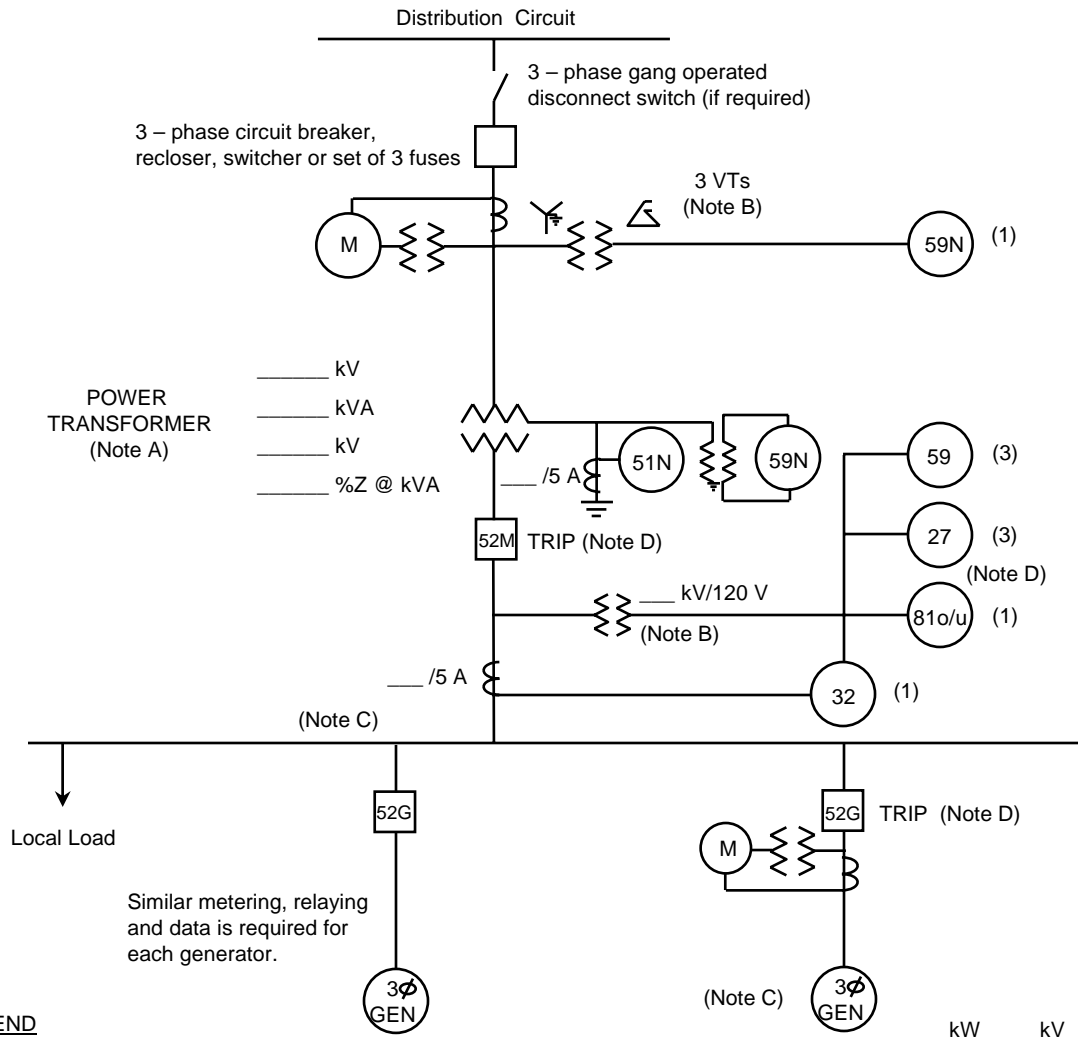 Distribution Circuit
3 – phase gang operated
disconnect switch (if required)
3 – phase circuit breaker,
recloser, switcher or set of 3 fuses
3 VTs
(Note B)
M
59N
(1)
POWER
TRANSFORMER
(Note A)
______ kV
______ kVA
______ kV
______ %Z @ kVA
___ /5 A
51N
59N
59
(3)
27
(3)
(Note D)
52M
TRIP (Note D)
___ kV/120 V
(Note B)
81o/u
(1)
___ /5 A
32
(1)
(Note C)
Local Load
52G
52G
TRIP (Note D)
M
Similar metering, relaying
and data is required for
each generator.
3ϕ
GEN
(Note C)
3ϕ
GEN
END
kW kV